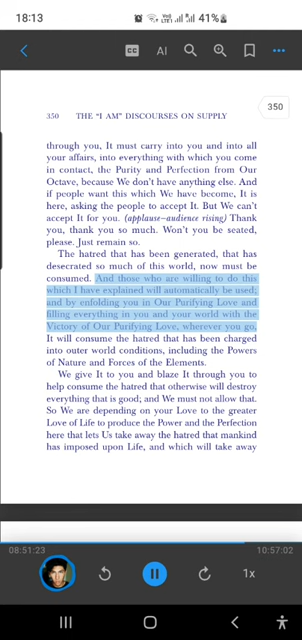 18:13
41%
CC
AI
350
350 THE “I AM” DISCOURSES ON SUPPLY
through you, It must carry into you and into all
your affairs, into everything with which you come
in contact, the Purity and Perfection from Our
Octave, because We don’t have anything else. And
if people want this which We have become, It is
here, asking the people to accept It. But We can’t
accept It for you. (applause—audience rising) Thank
you, thank you so much. Won’t you be seated,
please. Just remain so.
The hatred that has been generated, that has
desecrated so much of this world, now must be
consumed. And those who are willing to do this
which I have explained will automatically be used;
and by enfolding you in Our Purifying Love and
filling everything in you and your world with the
Victory of Our Purifying Love, wherever you go,
It will consume the hatred that has been charged
into outer world conditions, including the Powers
of Nature and Forces of the Elements.
We give It to you and blaze It through you to
help consume the hatred that otherwise will destroy
everything that is good; and We must not allow that.
So We are depending on your Love to the greater
Love of Life to produce the Power and the Perfection
here that lets Us take away the hatred that mankind
has imposed upon Life, and which will take away
08:51:23
10:57:02
1x